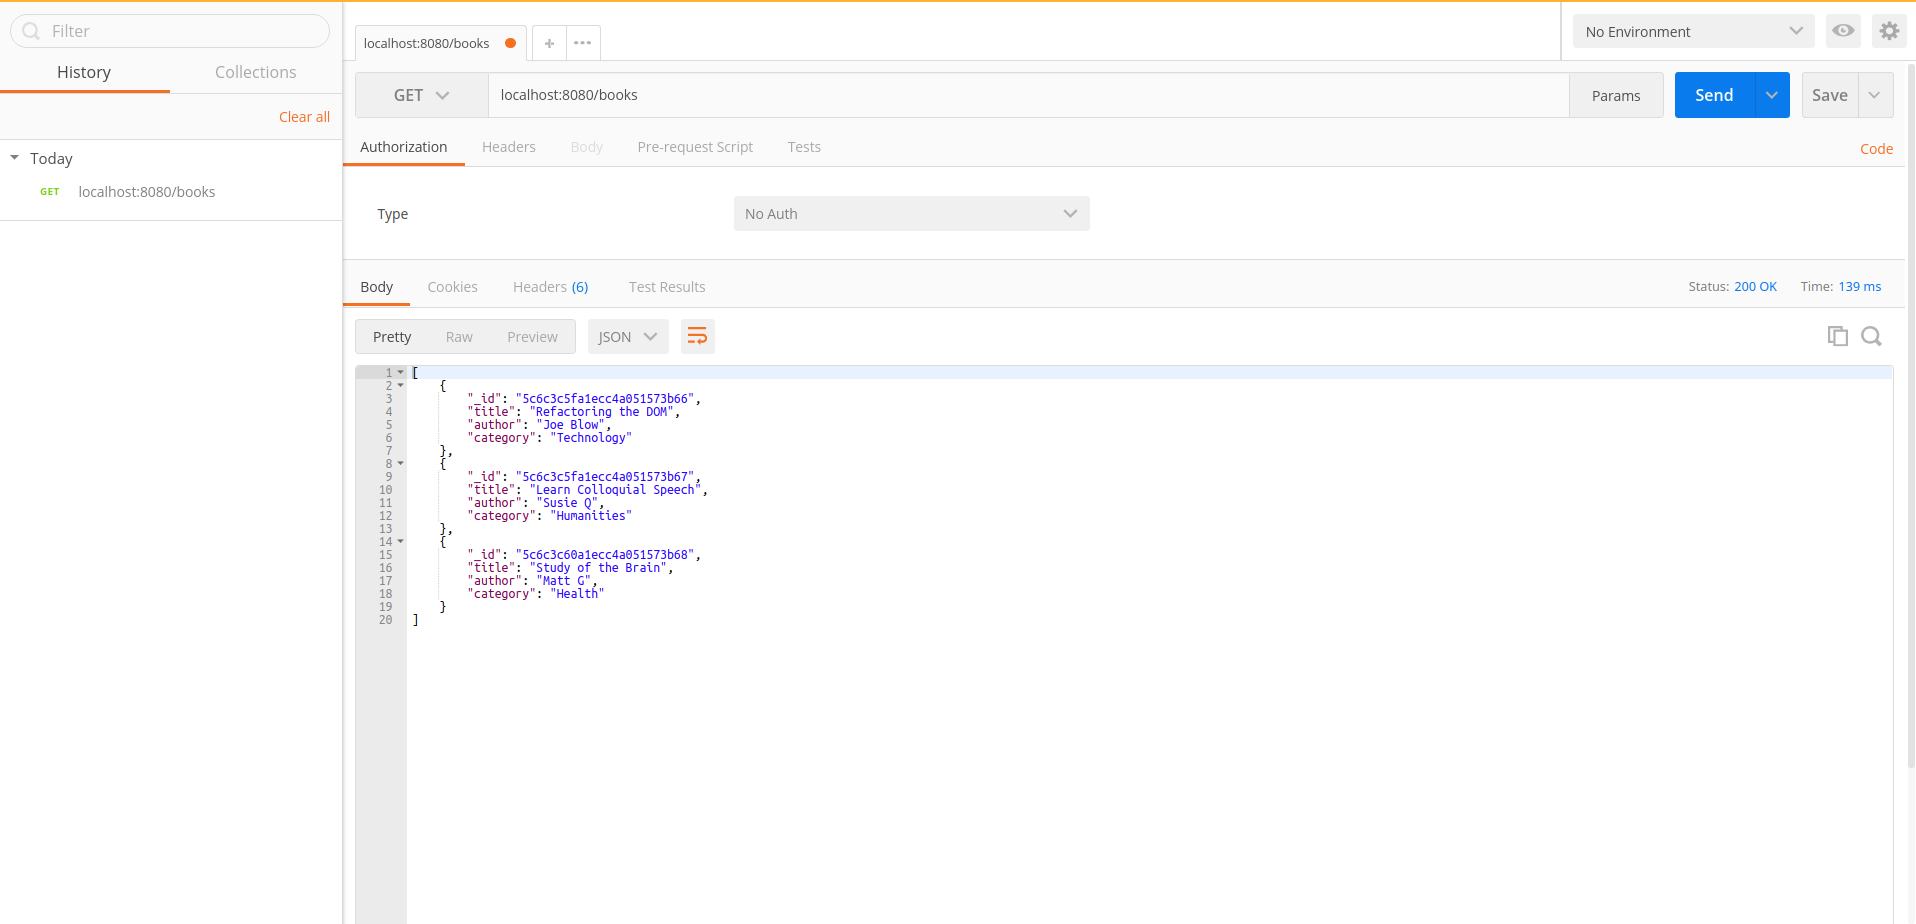 Filter
History Collections
Clear all
Today
GET localhost:8080/books
localhost:8080/books
No Environment
GET localhost:8080/books Params Send Save
Authorization Headers Body Pre-request Script Tests Code
Type No Auth
Body Cookies Headers (6) Test Results Status: 200 OK Time: 139 ms
Pretty Raw Preview JSON
1 [
2 {
3 "_id": "5c6c3c5fa1ecc4a051573b66",
4 "title": "Refactoring the DOM",
5 "author": "Joe Blow",
6 "category": "Technology"
7 },
8 {
9 "_id": "5c6c3c5fa1ecc4a051573b67",
10 "title": "Learn Colloquial Speech",
11 "author": "Susie Q",
12 "category": "Humanities"
13 },
14 {
15 "_id": "5c6c3c60a1ecc4a051573b68",
16 "title": "Study of the Brain",
17 "author": "Matt G",
18 "category": "Health"
19 }
20 ]